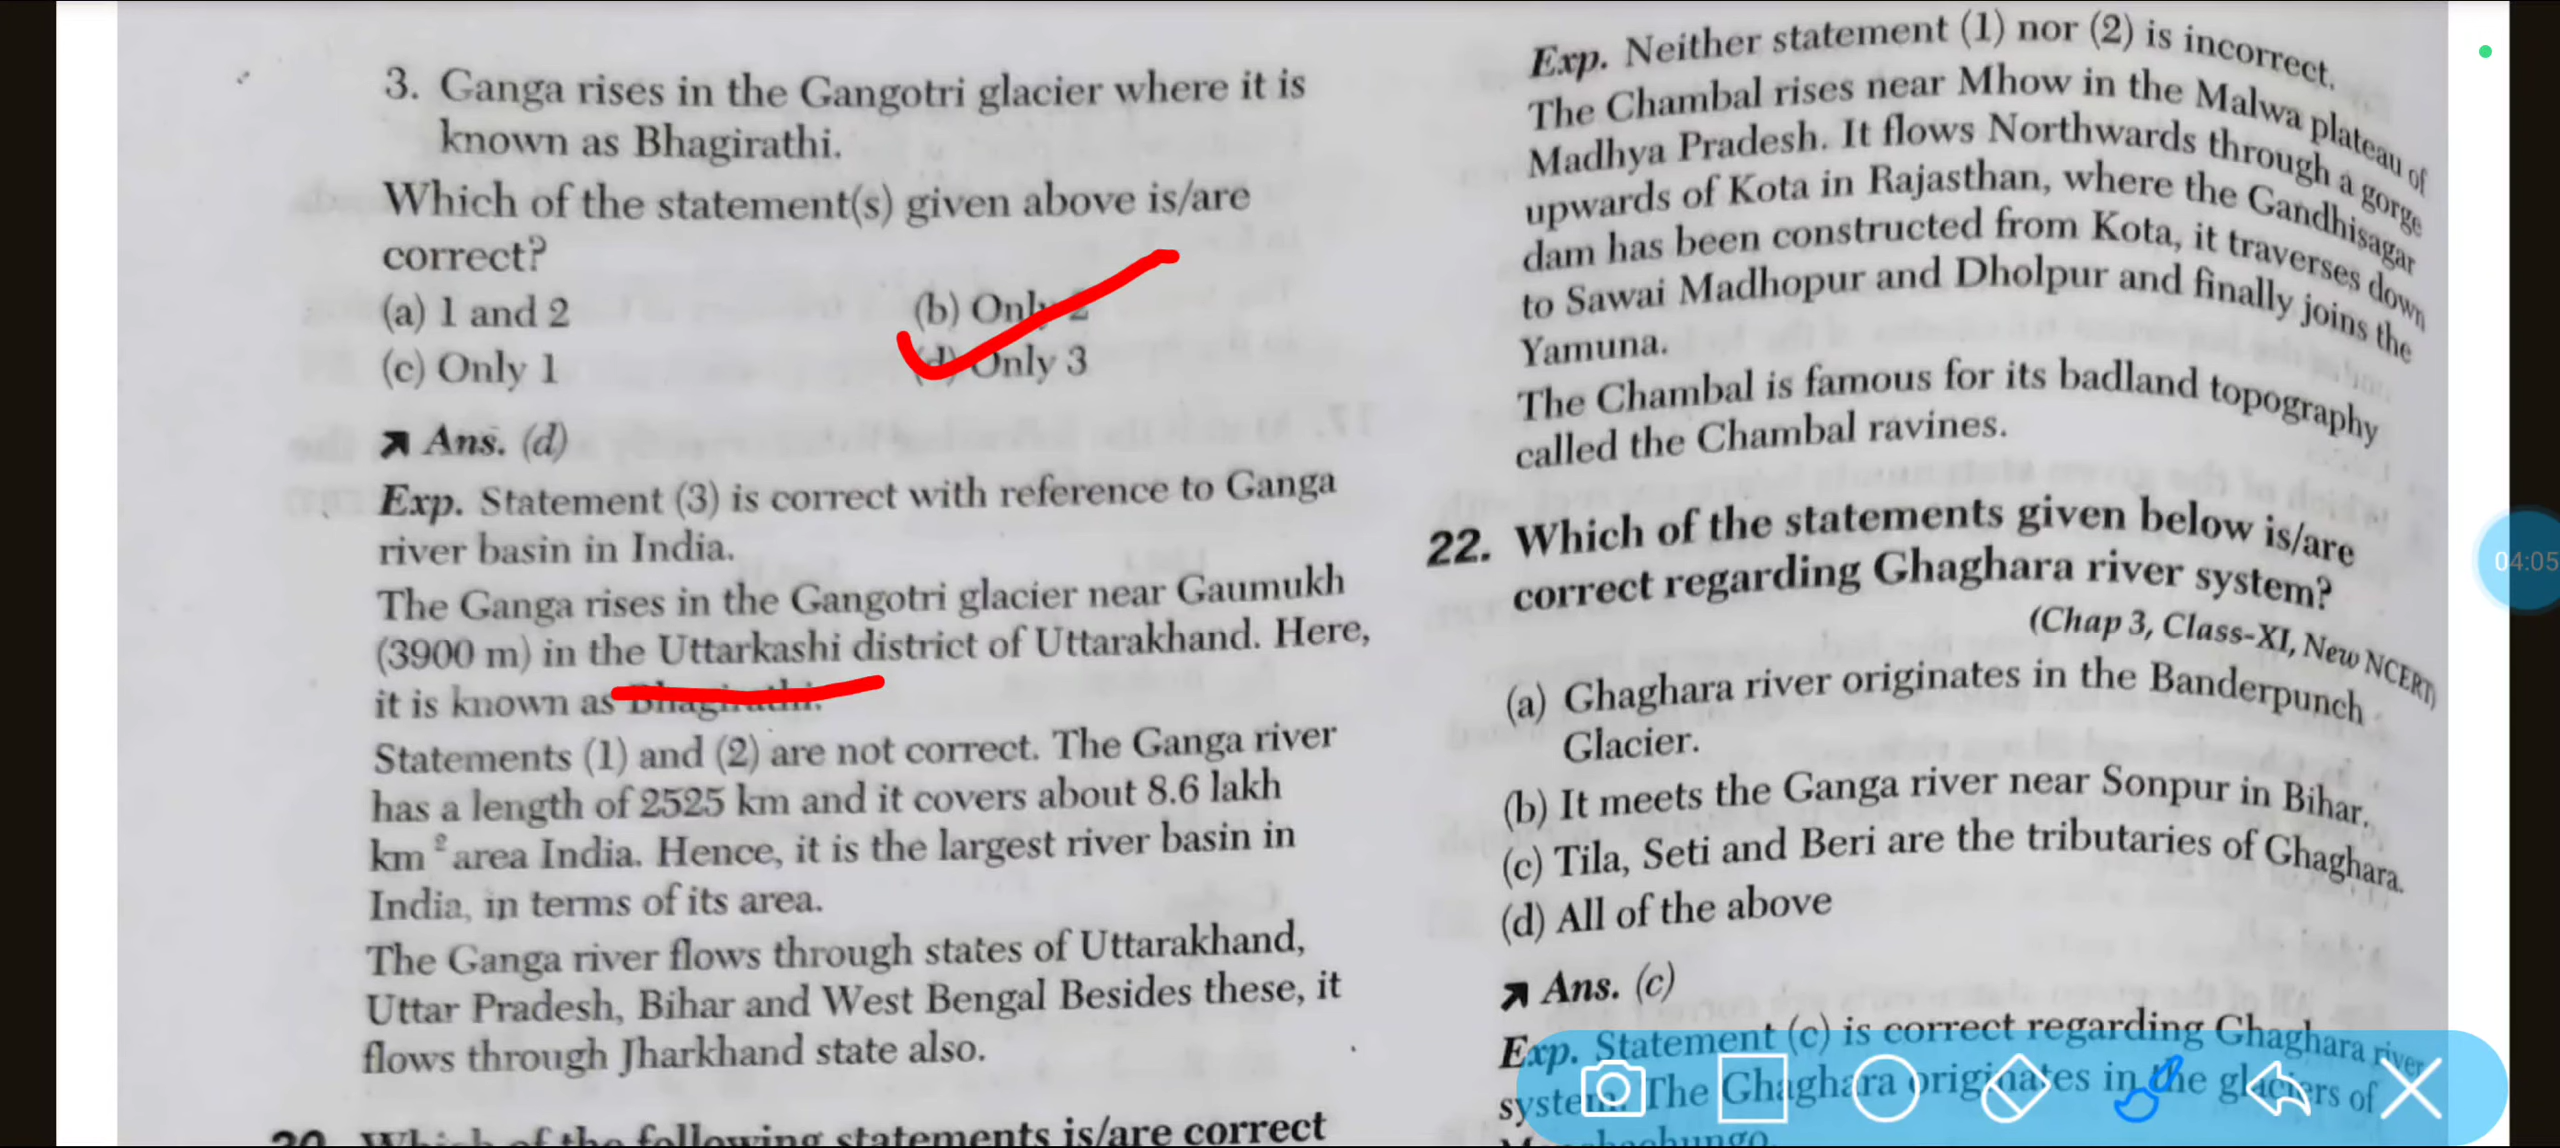 3. Ganga rises in the Gangotri glacier where it is
known as Bhagirathi.
Which of the statement(s) given above is/are
correct?
(a) 1 and 2
(b) Only 2
(c) Only 1
(d) Only 3
Ans. (d)
Exp. Statement (3) is correct with reference to Ganga
river basin in India.
The Ganga rises in the Gangotri glacier near Gaumukh
(3900 m) in the Uttarkashi district of Uttarakhand. Here,
it is known as Bhagirathi.
Statements (1) and (2) are not correct. The Ganga river
has a length of 2525 km and it covers about 8.6 lakh
km² area India. Hence, it is the largest river basin in
India, in terms of its area.
The Ganga river flows through states of Uttarakhand,
Uttar Pradesh, Bihar and West Bengal Besides these, it
flows through Jharkhand state also.
Which of the following statements is/are correct
Exp. Neither statement (1) nor (2) is incorrect.
The Chambal rises near Mhow in the Malwa plateau of
Madhya Pradesh. It flows Northwards through a gorge
upwards of Kota in Rajasthan, where the Gandhisagar
dam has been constructed from Kota, it traverses down
to Sawai Madhopur and Dholpur and finally joins the
Yamuna.
The Chambal is famous for its badland topography
called the Chambal ravines.
22. Which of the statements given below is/are
correct regarding Ghaghara river system?
(Chap 3, Class-XI, New NCERT)
(a) Ghaghara river originates in the Banderpunch
Glacier.
(b) It meets the Ganga river near Sonpur in Bihar.
(c) Tila, Seti and Beri are the tributaries of Ghaghara.
(d) All of the above
Ans. (c)
Exp. Statement (c) is correct regarding Ghaghara river
system. The Ghaghara originates in the glaciers of
04:05